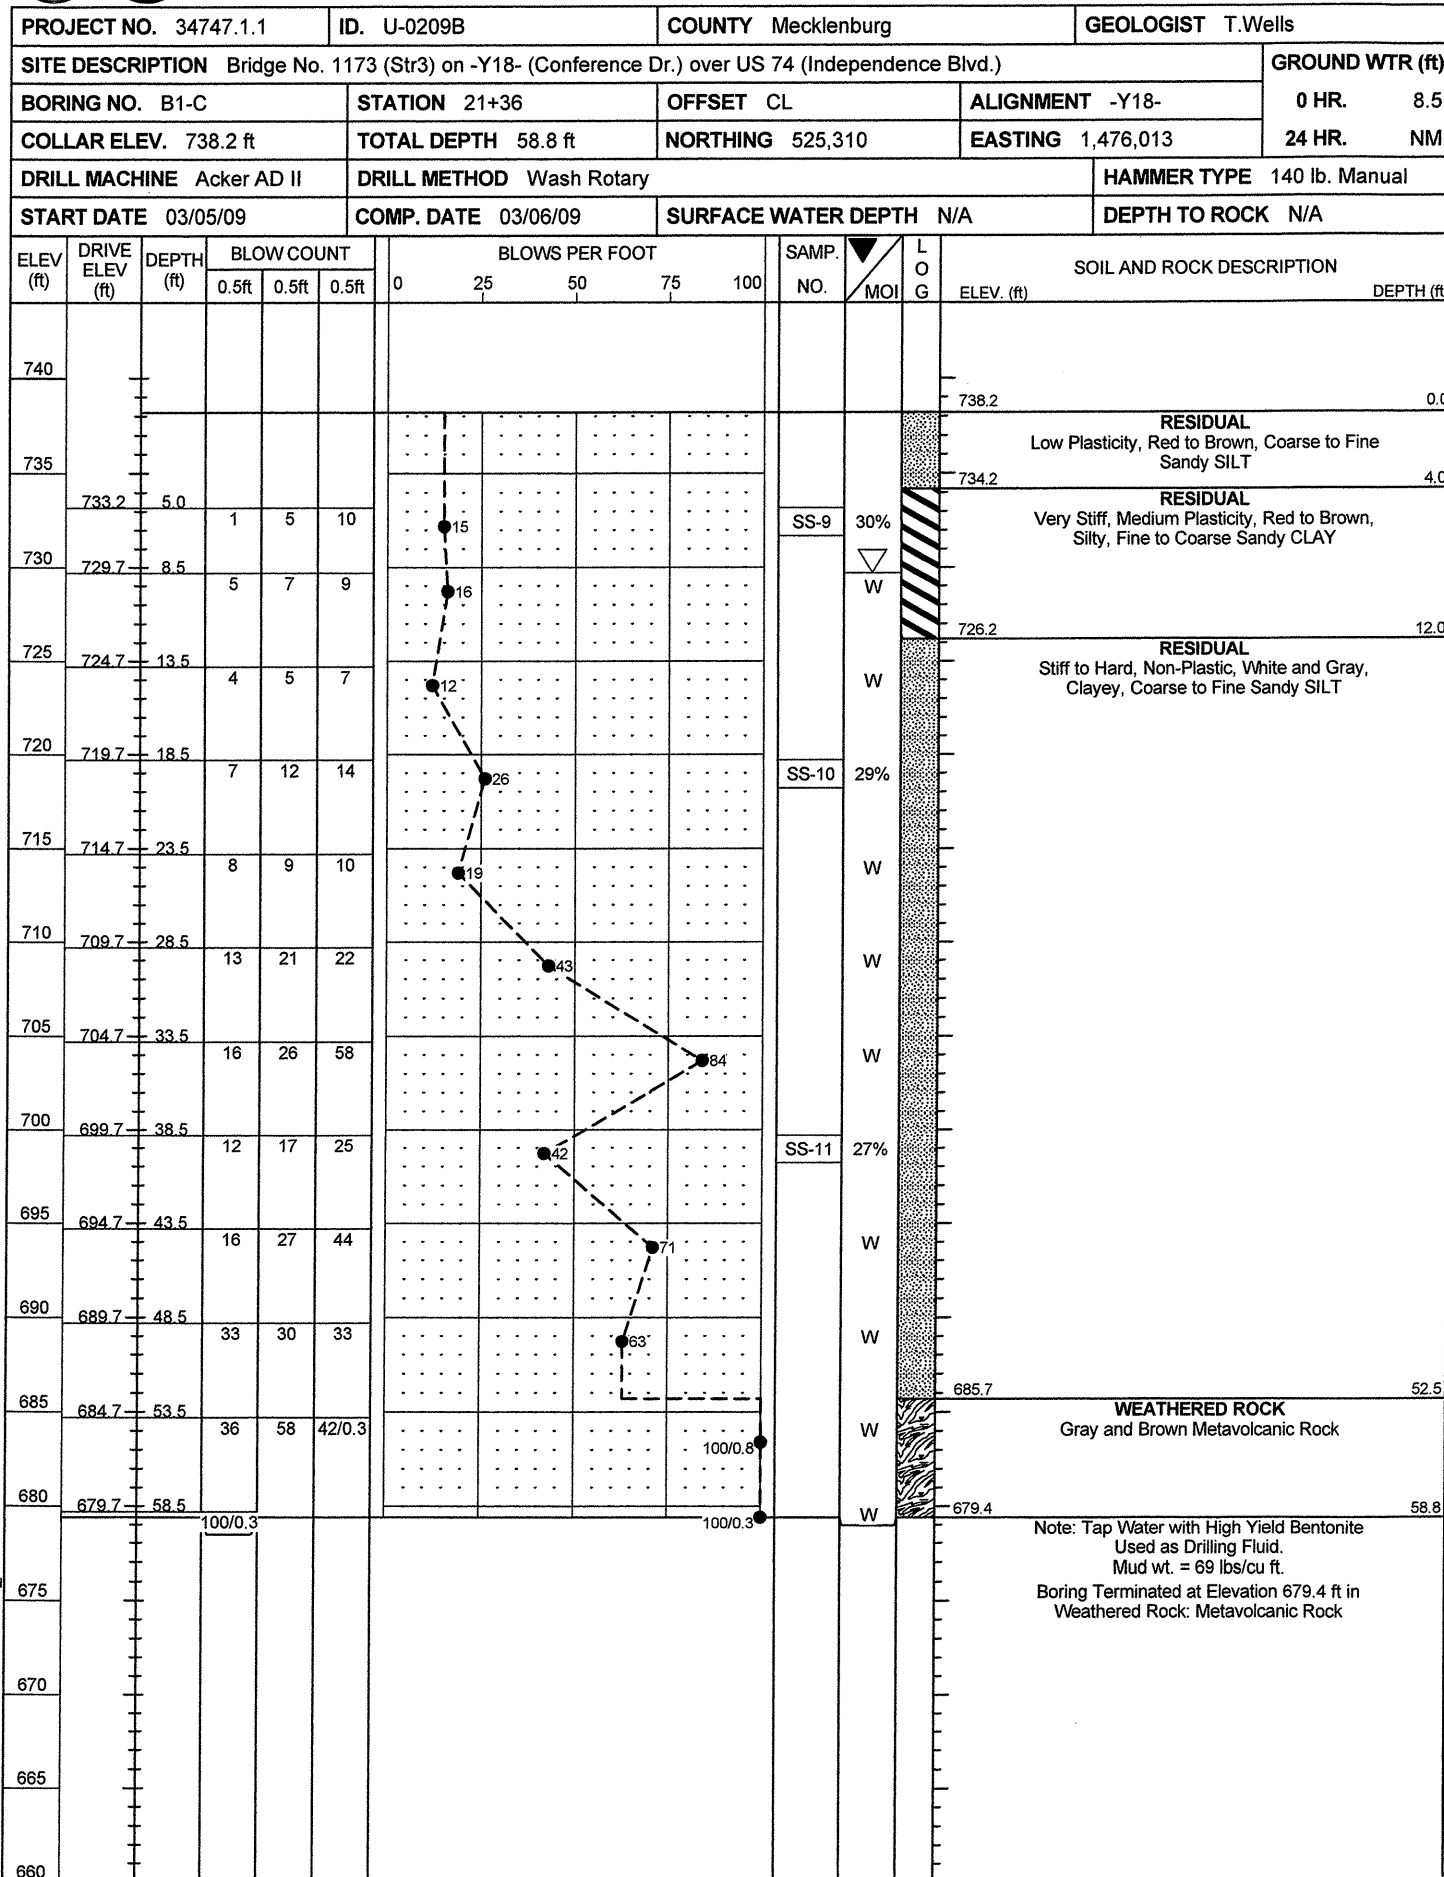 PROJECT NO. 34747.1.1 ID. U-0209B COUNTY Mecklenburg GEOLOGIST T.Wells
SITE DESCRIPTION Bridge No. 1173 (Str3) on -Y18- (Conference Dr.) over US 74 (Independence Blvd.) GROUND WTR (ft)
BORING NO. B1-C STATION 21+36 OFFSET CL ALIGNMENT -Y18- 0 HR. 8.5
COLLAR ELEV. 738.2 ft TOTAL DEPTH 58.8 ft NORTHING 525,310 EASTING 1,476,013 24 HR. NM
DRILL MACHINE Acker AD II DRILL METHOD Wash Rotary HAMMER TYPE 140 lb. Manual
START DATE 03/05/09 COMP. DATE 03/06/09 SURFACE WATER DEPTH N/A DEPTH TO ROCK N/A
ELEV (ft) DRIVE ELEV (ft) DEPTH (ft) BLOW COUNT BLOWS PER FOOT SAMP. NO. MOI LOG SOIL AND ROCK DESCRIPTION
0.5ft 0.5ft 0.5ft 0 25 50 75 100 ELEV. (ft) DEPTH (ft
740
738.2 0.0
RESIDUAL
Low Plasticity, Red to Brown, Coarse to Fine
Sandy SILT
735
734.2 4.0
RESIDUAL
733.2 5.0
Very Stiff, Medium Plasticity, Red to Brown,
1 5 10 15 SS-9 30%
Silty, Fine to Coarse Sandy CLAY
730
729.7 8.5
5 7 9 16 W
726.2 12.0
RESIDUAL
725
724.7 13.5
Stiff to Hard, Non-Plastic, White and Gray,
4 5 7 12 W
Clayey, Coarse to Fine Sandy SILT
720
719.7 18.5
7 12 14 26 SS-10 29%
715
714.7 23.5
8 9 10 19 W
710
709.7 28.5
13 21 22 43 W
705
704.7 33.5
16 26 58 84 W
700
699.7 38.5
12 17 25 42 SS-11 27%
695
694.7 43.5
16 27 44 71 W
690
689.7 48.5
33 30 33 63 W
685.7 52.5
685
684.7 53.5
WEATHERED ROCK
36 58 42/0.3 W
Gray and Brown Metavolcanic Rock
100/0.8
680
679.7 58.5
679.4 58.8
100/0.3 100/0.3 W
Note: Tap Water with High Yield Bentonite
Used as Drilling Fluid.
Mud wt. = 69 lbs/cu ft.
675
Boring Terminated at Elevation 679.4 ft in
Weathered Rock: Metavolcanic Rock
670
665
660